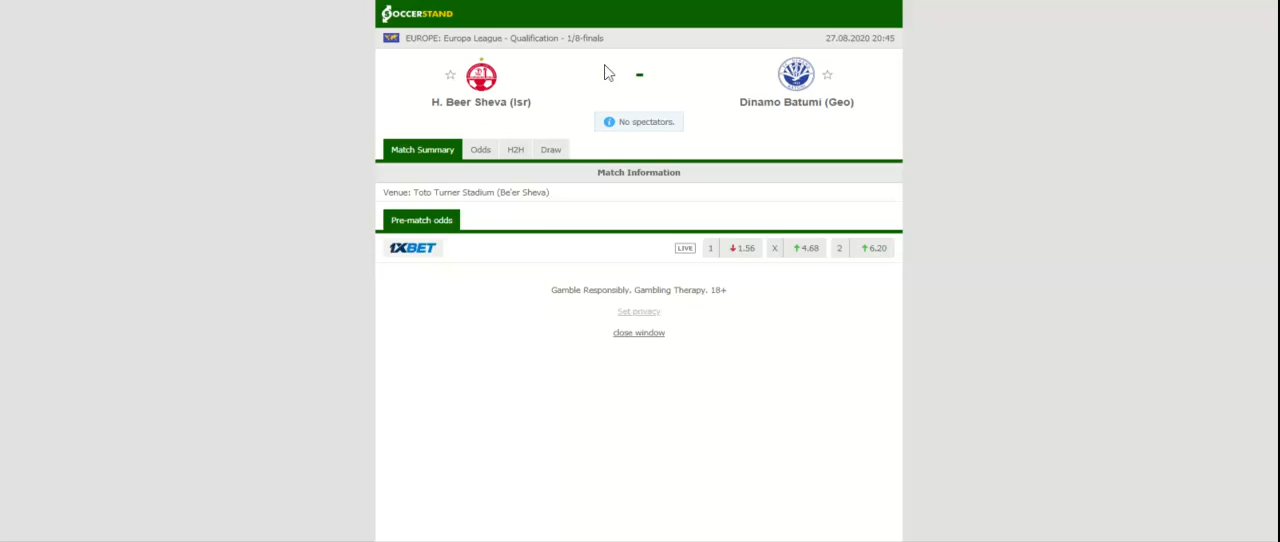 SOCCERSTAND
EUROPE: Europa League - Qualification - 1/8-finals 27.08.2020 20:45
-
H. Beer Sheva (Isr) Dinamo Batumi (Geo)
No spectators.
Match Summary Odds H2H Draw
Match Information
Venue: Toto Turner Stadium (Be'er Sheva)
Pre-match odds
1XBET LIVE 1 1.56 X 4.68 2 6.20
Gamble Responsibly. Gambling Therapy. 18+
Set privacy
close window